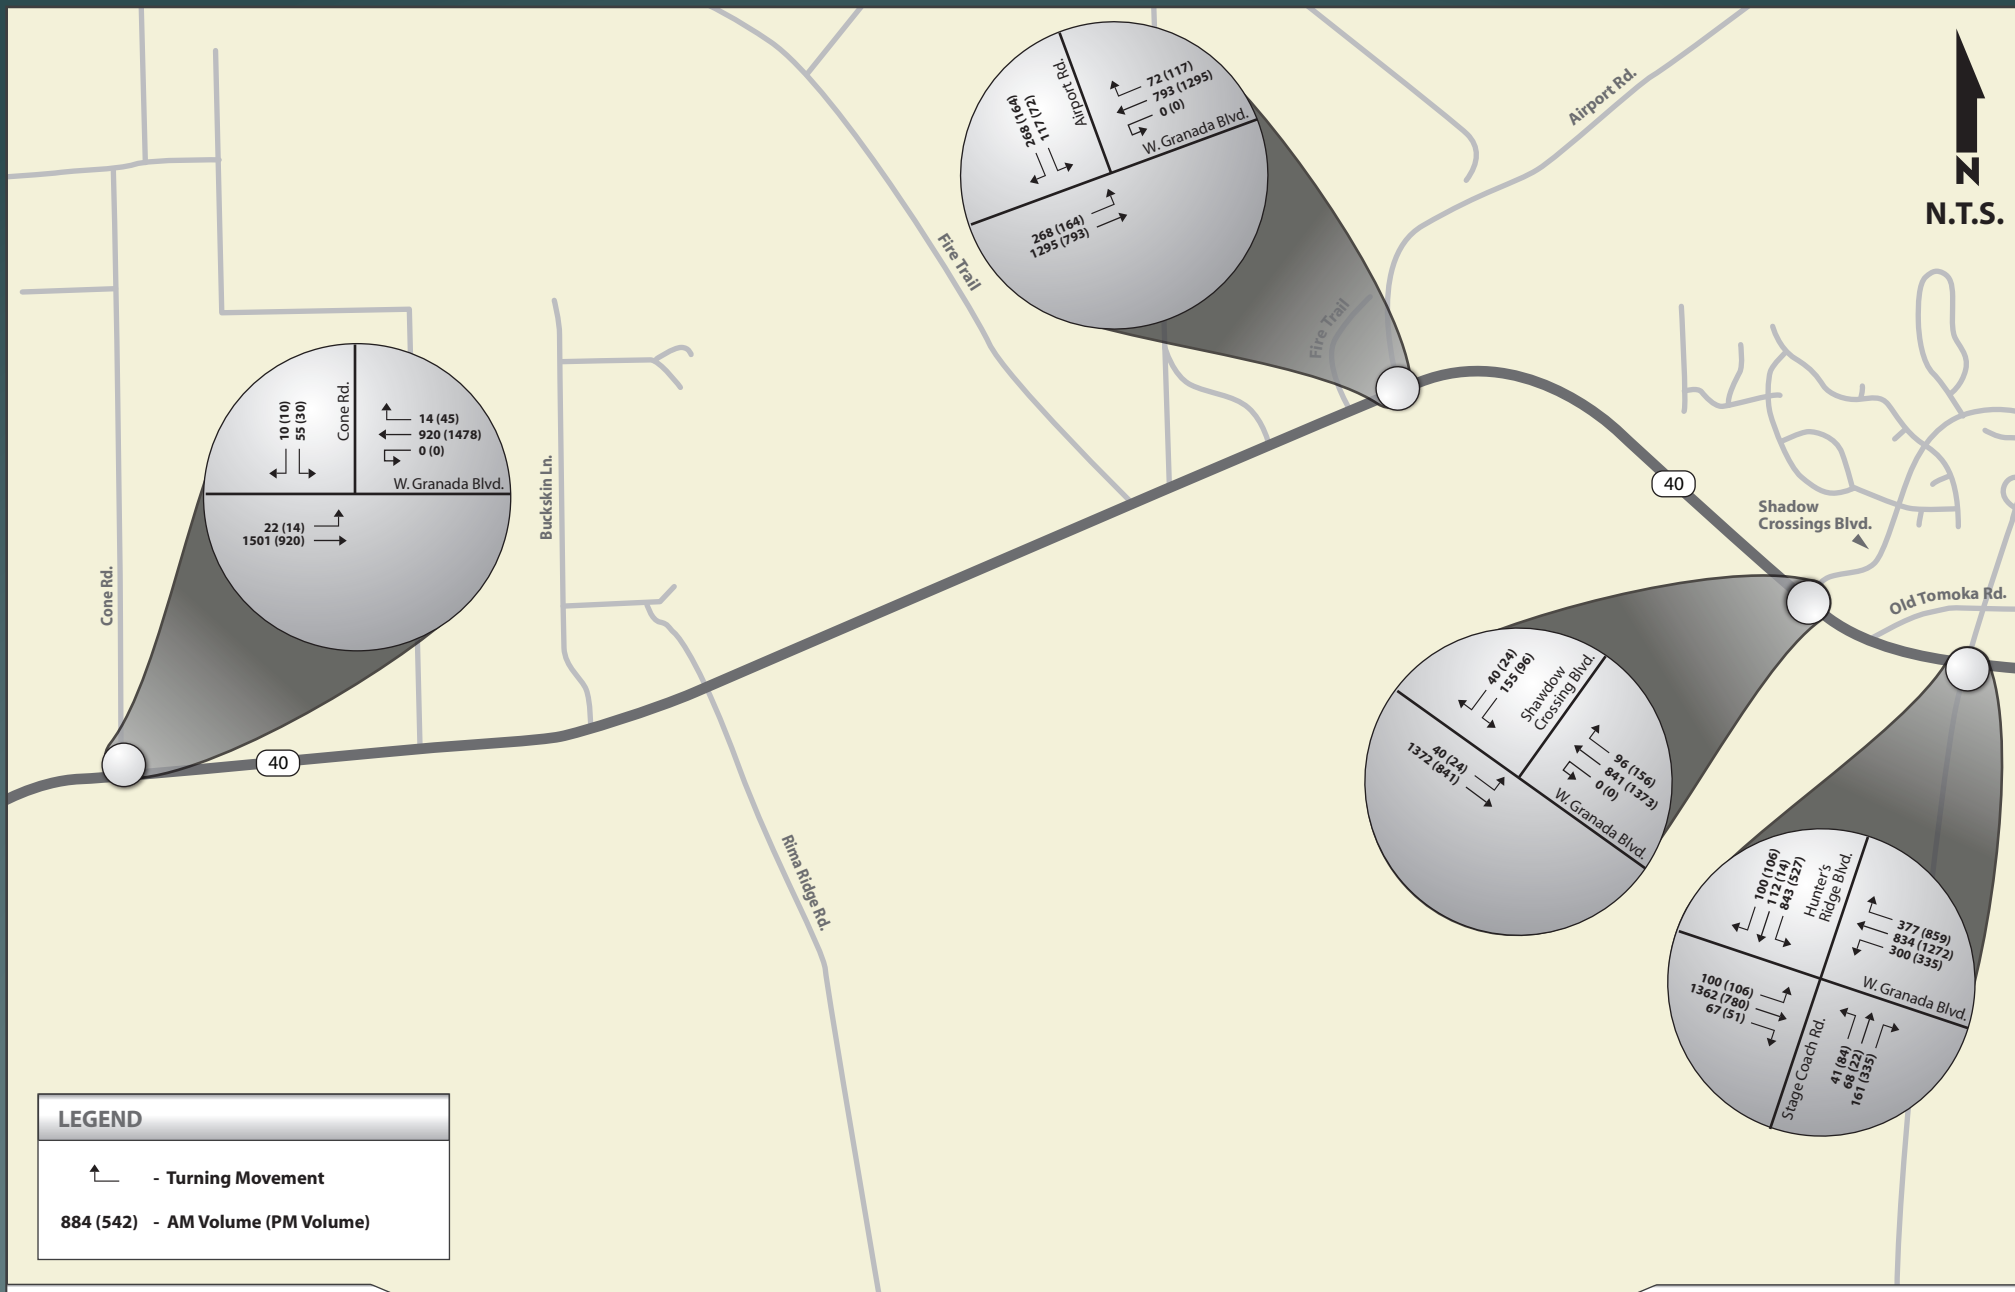 Airport Rd.
N
N.T.S.
Airport Rd.
72 (117)
793 (1295)
0 (0)
W. Granada Blvd.
268 (164)
117 (72)
268 (164)
1295 (793)
Fire Trail
Fire Trail
Cone Rd.
10 (10)
55 (30)
14 (45)
920 (1478)
0 (0)
W. Granada Blvd.
22 (14)
1501 (920)
Cone Rd.
Buckskin Ln.
40
40
Shadow
Crossings Blvd.
Old Tomoka Rd.
40 (24)
155 (96)
Shawdow
Crossing Blvd.
96 (156)
841 (1373)
0 (0)
W. Granada Blvd.
40 (24)
1372 (841)
Rima Ridge Rd.
100 (106)
112 (14)
843 (527)
Hunter's
Ridge Blvd.
377 (859)
834 (1272)
300 (335)
W. Granada Blvd.
100 (106)
1362 (780)
67 (51)
Stage Coach Rd.
41 (84)
68 (22)
161 (335)
LEGEND
- Turning Movement
884 (542) - AM Volume (PM Volume)